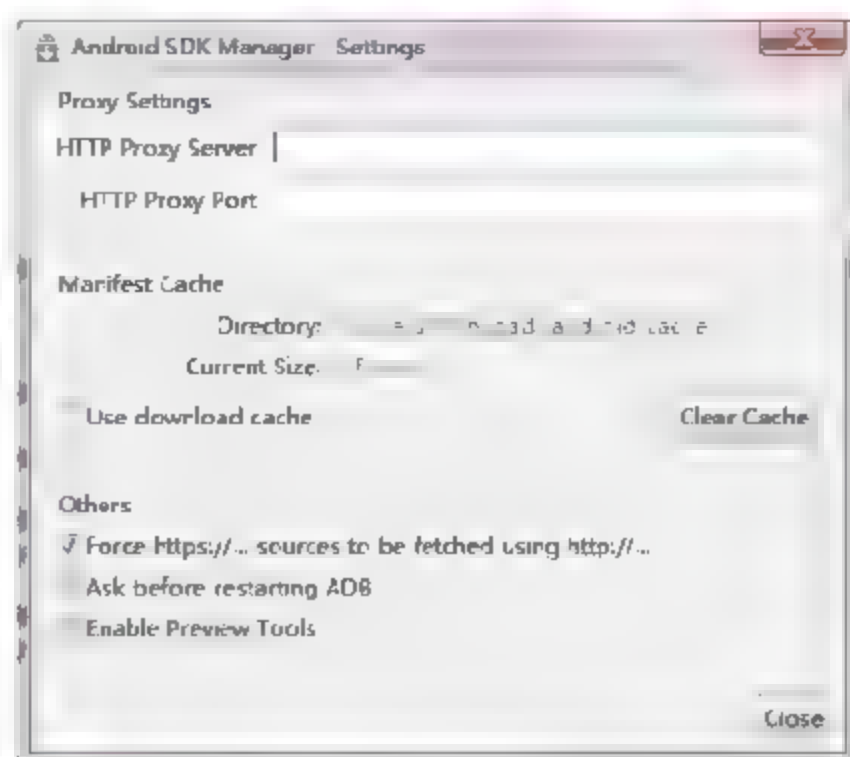 Android SDK Manager Settings
Proxy Settings
HTTP Proxy Server
HTTP Proxy Port
Manifest Cache
Directory:
Current Size:
Use download cache
Clear Cache
Others
Force https://... sources to be fetched using http://...
Ask before restarting ADB
Enable Preview Tools
Close